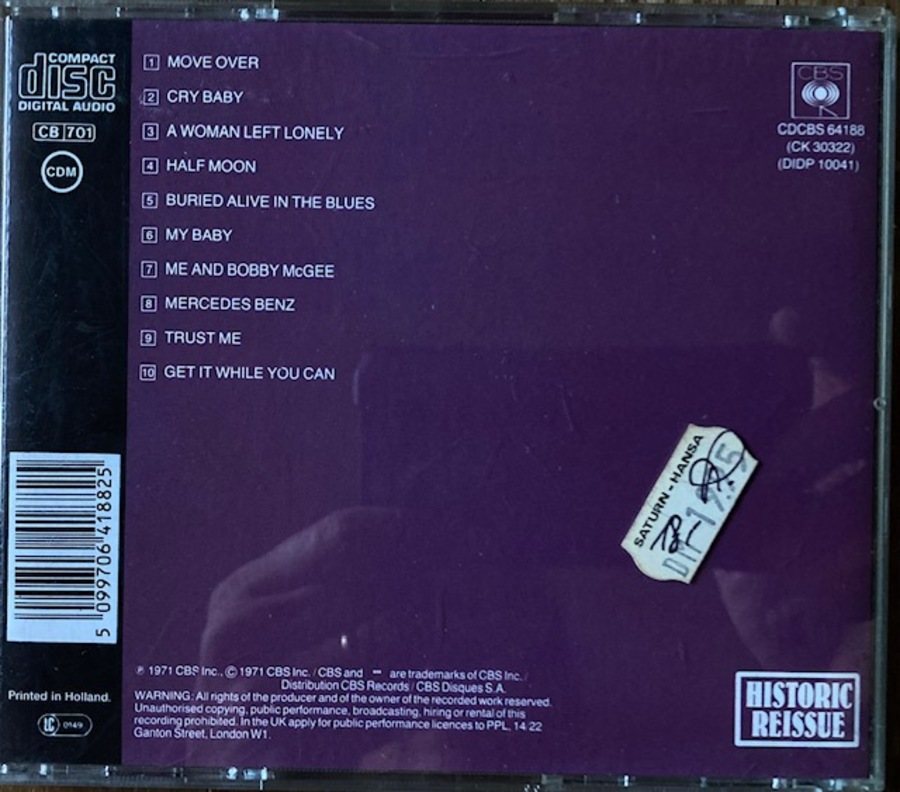 COMPACT
disc
DIGITAL AUDIO
CB 701
CDM
1 MOVE OVER
2 CRY BABY
3 A WOMAN LEFT LONELY
4 HALF MOON
5 BURIED ALIVE IN THE BLUES
6 MY BABY
7 ME AND BOBBY McGEE
8 MERCEDES BENZ
9 TRUST ME
10 GET IT WHILE YOU CAN
CBS
CDCBS 64188
(CK 30322)
(DIDP 10041)
SATURN-HANSA
18,-
DM
5 099706 418825
Printed in Holland.
LC 0149
℗ 1971 CBS Inc., © 1971 CBS Inc. / CBS and are trademarks of CBS Inc. /
Distribution CBS Records / CBS Disques S.A.
WARNING: All rights of the producer and of the owner of the recorded work reserved.
Unauthorised copying, public performance, broadcasting, hiring or rental of this
recording prohibited. In the UK apply for public performance licences to PPL, 14/22
Ganton Street, London W1.
HISTORIC
REISSUE